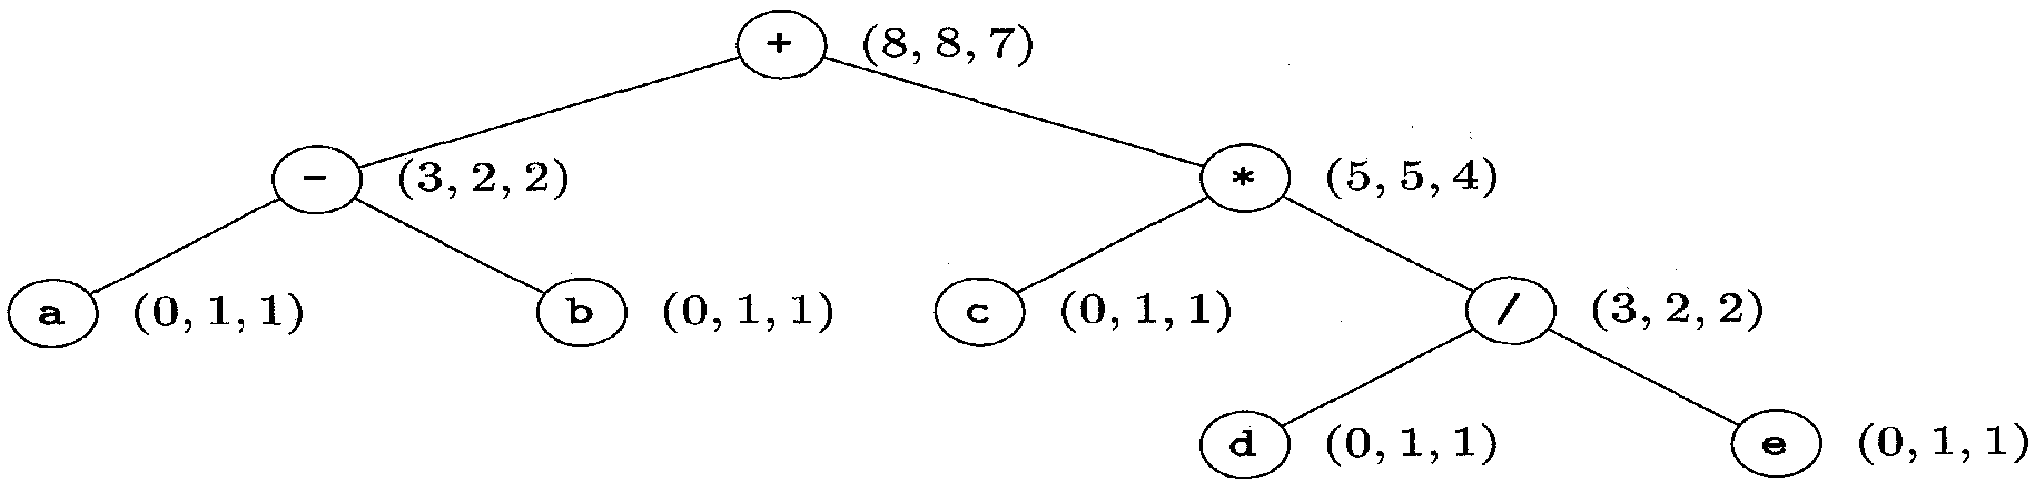 + (8, 8, 7)
- (3, 2, 2) * (5, 5, 4)
a (0, 1, 1) b (0, 1, 1) c (0, 1, 1) / (3, 2, 2)
d (0, 1, 1) e (0, 1, 1)